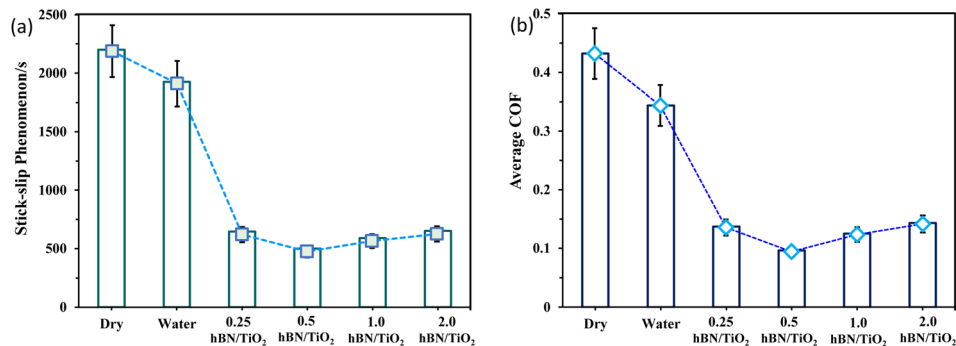 (a)
Stick-slip Phenomenon/s
2500
2000
1500
1000
500
0
Dry
Water
0.25
hBN/TiO₂
0.5
hBN/TiO₂
1.0
hBN/TiO₂
2.0
hBN/TiO₂
(b)
Average COF
0.5
0.4
0.3
0.2
0.1
0
Dry
Water
0.25
hBN/TiO₂
0.5
hBN/TiO₂
1.0
hBN/TiO₂
2.0
hBN/TiO₂